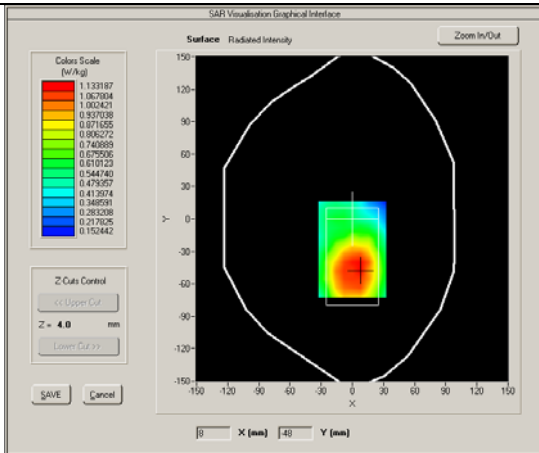 SAR Visualisation Graphical Interface
Surface Radiated Intensity
Zoom In/Out
Colors Scale
(W/kg)
1.133187
1.067804
1.002421
0.937038
0.871655
0.806272
0.740889
0.675506
0.610123
0.544740
0.479357
0.413974
0.348591
0.283208
0.217825
0.152442
Z-Cuts Control
<< Upper Cut
Z = 4.0 mm
Lower Cut >>
SAVE Cancel
150
120
90
60
30
0
-30
-60
-90
-120
-150
Y
-150 -120 -90 -60 -30 0 30 60 90 120 150
X
8 X (mm) -48 Y (mm)